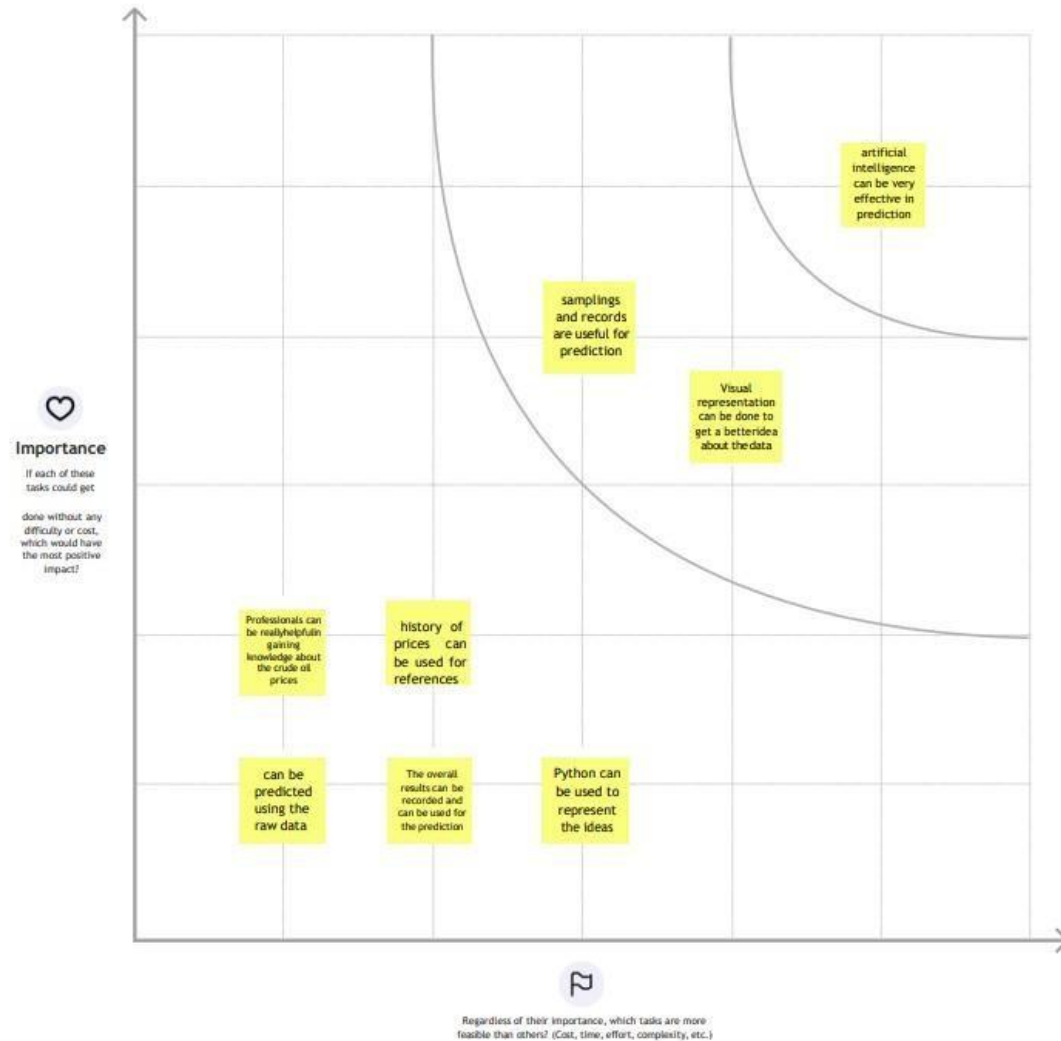 artificial
intelligence
can be very
effective in
prediction
samplings
and records
are useful for
prediction
Visual
representation
can be done to
get a betteridea
about thedata
Importance
If each of these
tasks could get
done without any
difficulty or cost,
which would have
the most positive
impact?
Professionals can
be reallyhelpfulin
gaining
knowledge about
the crude oil
prices
history of
prices can
be used for
references
can be
predicted
using the
raw data
The overall
results can be
recorded and
can be used for
the prediction
Python can
be used to
represent
the ideas
Regardless of their importance, which tasks are more
feasible than others? (Cost, time, effort, complexity, etc.)